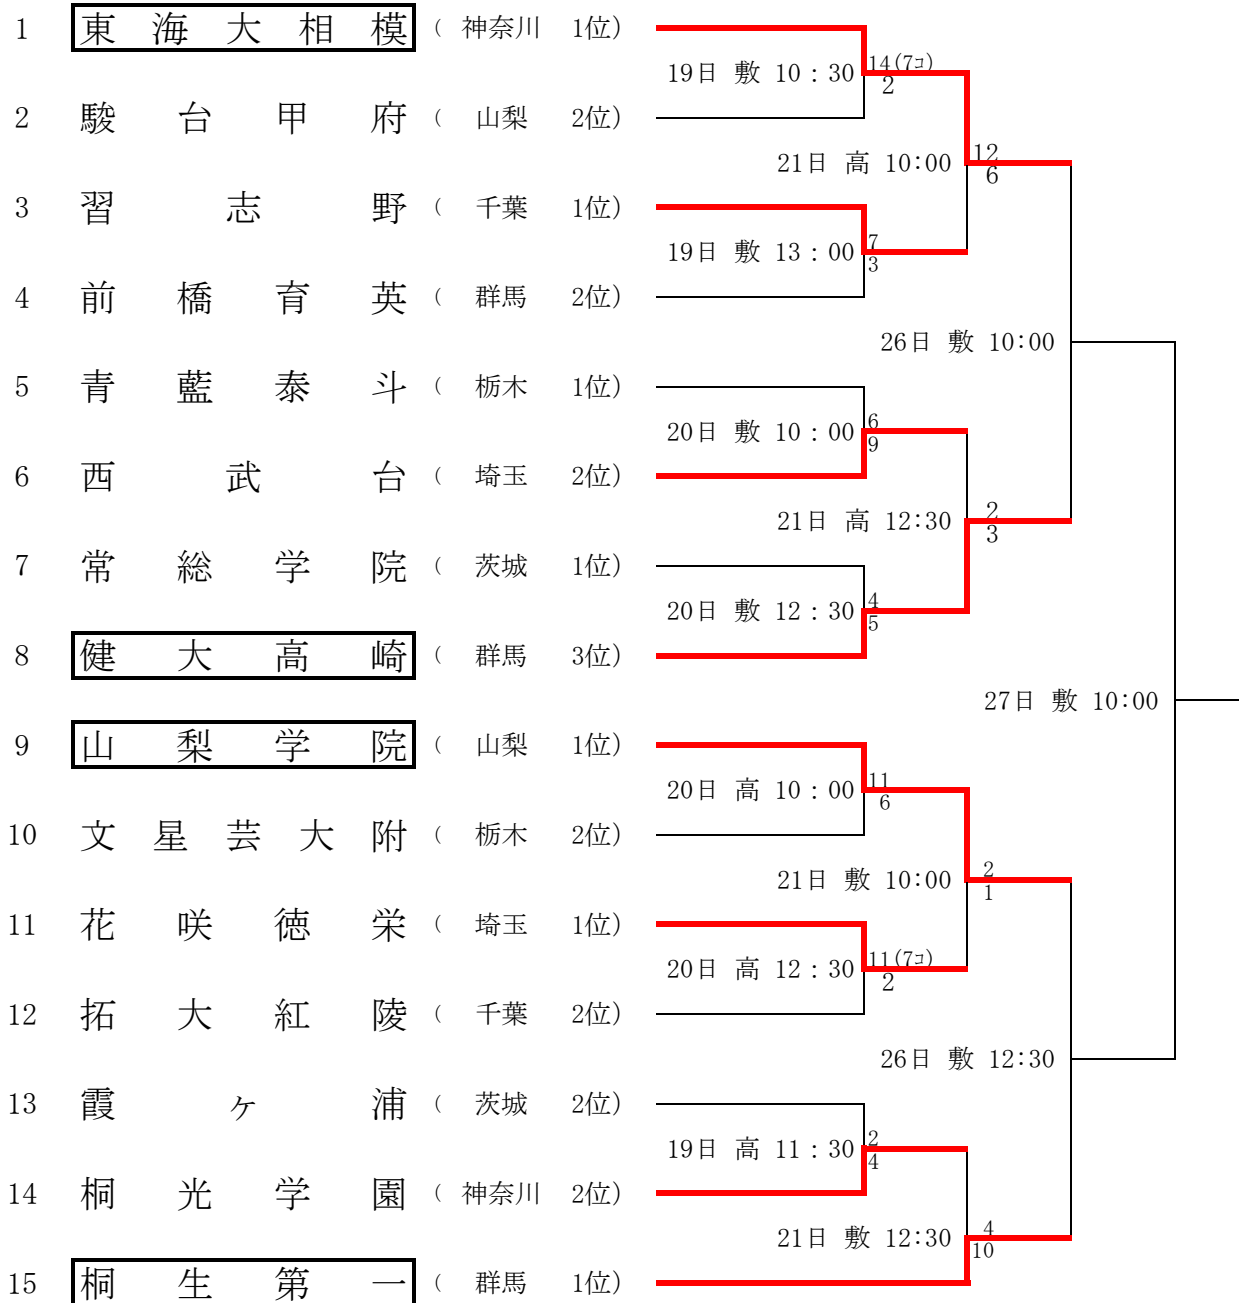 1 東海大相模 ( 神奈川 1位)
14(7コ)
19日 敷 10：30
2
2 駿台甲府 ( 山梨 2位)
21日 高 10:00
12
6
3 習志野 ( 千葉 1位)
7
19日 敷 13：00
3
4 前橋育英 ( 群馬 2位)
26日 敷 10:00
5 青藍泰斗 ( 栃木 1位)
6
20日 敷 10：00
9
6 西武台 ( 埼玉 2位)
21日 高 12:30
2
3
7 常総学院 ( 茨城 1位)
4
20日 敷 12：30
5
8 健大高崎 ( 群馬 3位)
27日 敷 10:00
9 山梨学院 ( 山梨 1位)
11
20日 高 10：00
6
10 文星芸大附 ( 栃木 2位)
21日 敷 10:00
2
1
11 花咲徳栄 ( 埼玉 1位)
11(7コ)
20日 高 12：30
2
12 拓大紅陵 ( 千葉 2位)
26日 敷 12:30
13 霞ヶ浦 ( 茨城 2位)
2
19日 高 11：30
4
14 桐光学園 ( 神奈川 2位)
21日 敷 12:30
4
10
15 桐生第一 ( 群馬 1位)